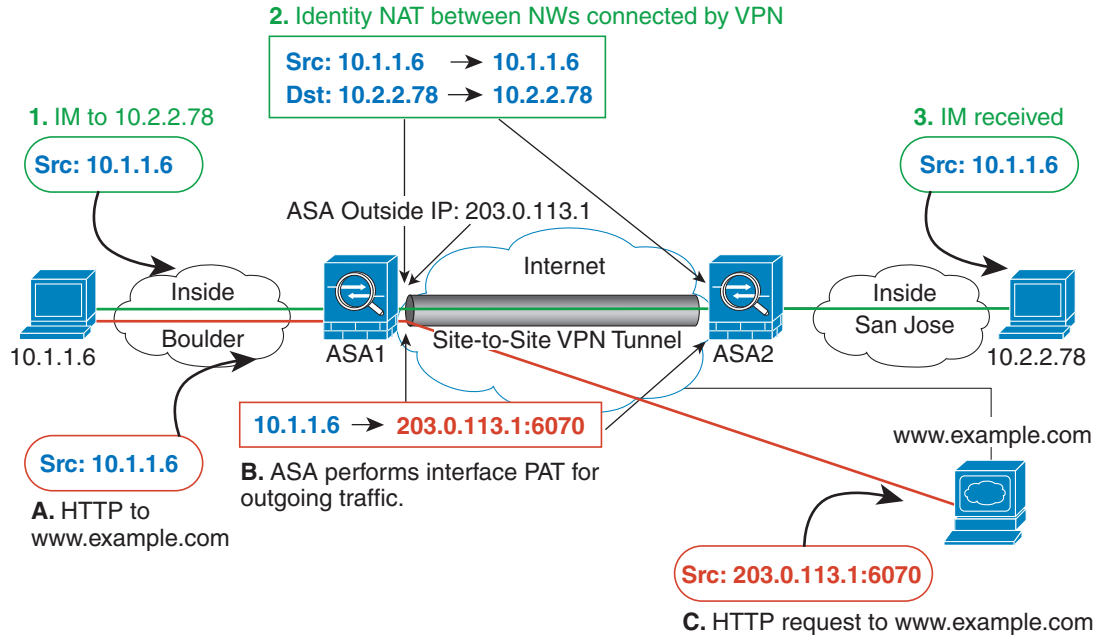 2. Identity NAT between NWs connected by VPN
Src: 10.1.1.6 → 10.1.1.6
Dst: 10.2.2.78 → 10.2.2.78
1. IM to 10.2.2.78
Src: 10.1.1.6
3. IM received
Src: 10.1.1.6
ASA Outside IP: 203.0.113.1
Internet
Inside
Boulder
Inside
San Jose
Site-to-Site VPN Tunnel
10.1.1.6
ASA1
ASA2
10.2.2.78
10.1.1.6 → 203.0.113.1:6070
B. ASA performs interface PAT for
outgoing traffic.
Src: 10.1.1.6
A. HTTP to
www.example.com
www.example.com
Src: 203.0.113.1:6070
C. HTTP request to www.example.com